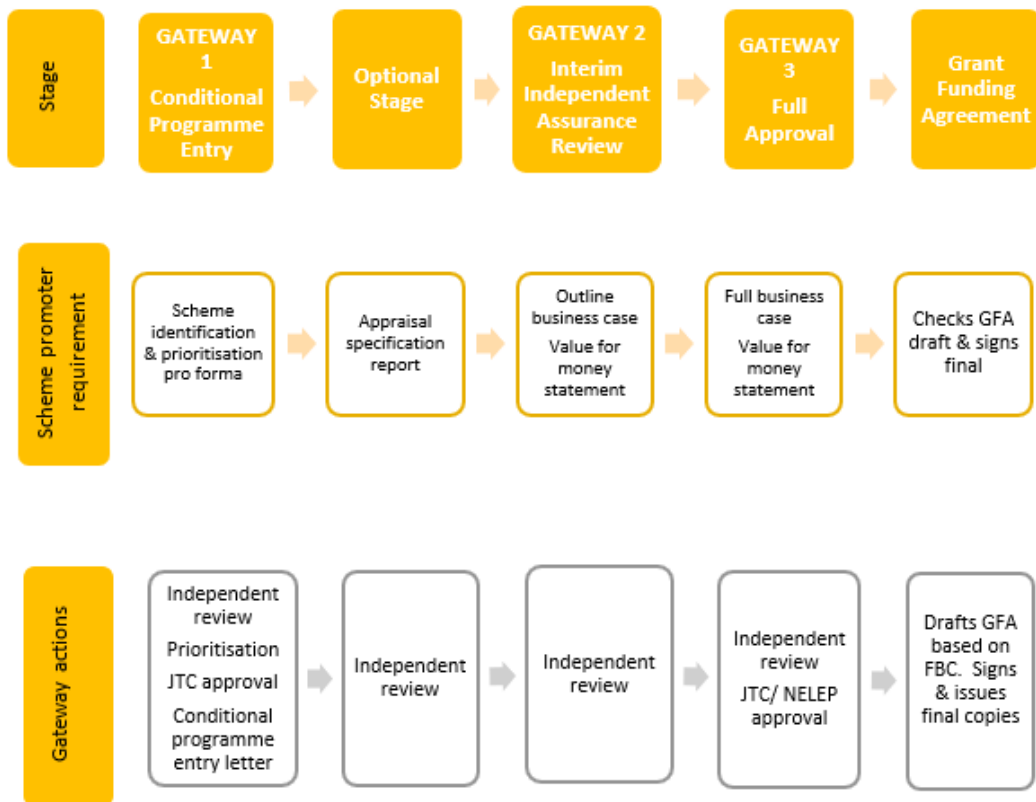 Stage
GATEWAY
1
Conditional
Programme
Entry
Optional
Stage
GATEWAY 2
Interim
Independent
Assurance
Review
GATEWAY
3
Full
Approval
Grant
Funding
Agreement
Scheme promoter
requirement
Scheme
identification
& prioritisation
pro forma
Appraisal
specification
report
Outline
business case
Value for
money
statement
Full business
case
Value for
money
statement
Checks GFA
draft & signs
final
Gateway actions
Independent
review
Prioritisation
JTC approval
Conditional
programme
entry letter
Independent
review
Independent
review
Independent
review
JTC/ NELEP
approval
Drafts GFA
based on
FBC. Signs
& issues
final copies